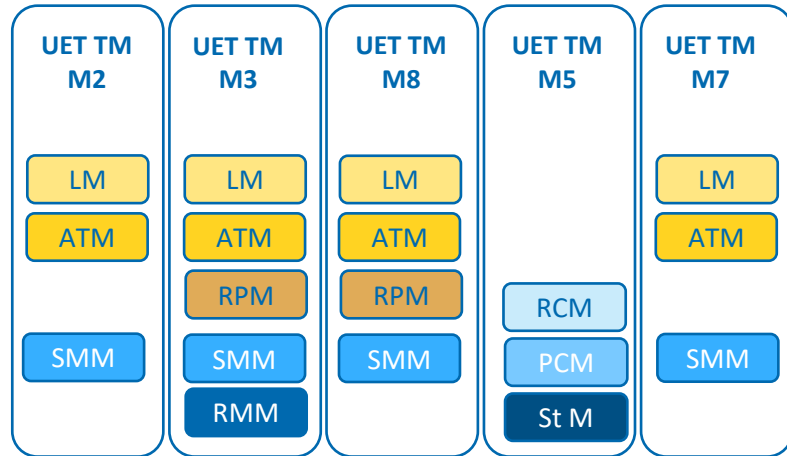 UET TM
M2
LM
ATM
SMM
UET TM
M3
LM
ATM
RPM
SMM
RMM
UET TM
M8
LM
ATM
RPM
SMM
UET TM
M5
RCM
PCM
St M
UET TM
M7
LM
ATM
SMM